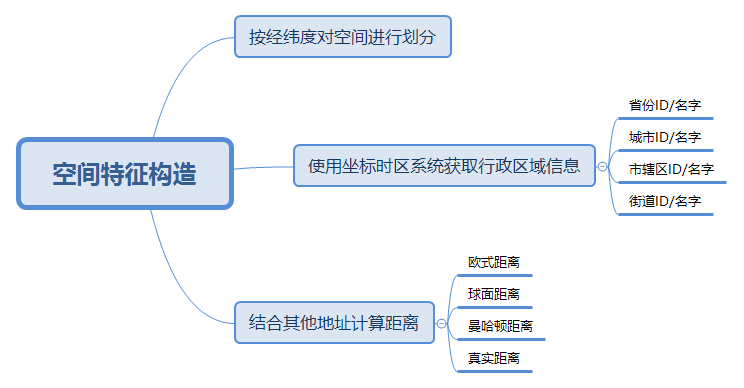 空间特征构造
按经纬度对空间进行划分
使用坐标时区系统获取行政区域信息
省份ID/名字
城市ID/名字
市辖区ID/名字
街道ID/名字
结合其他地址计算距离
欧式距离
球面距离
曼哈顿距离
真实距离